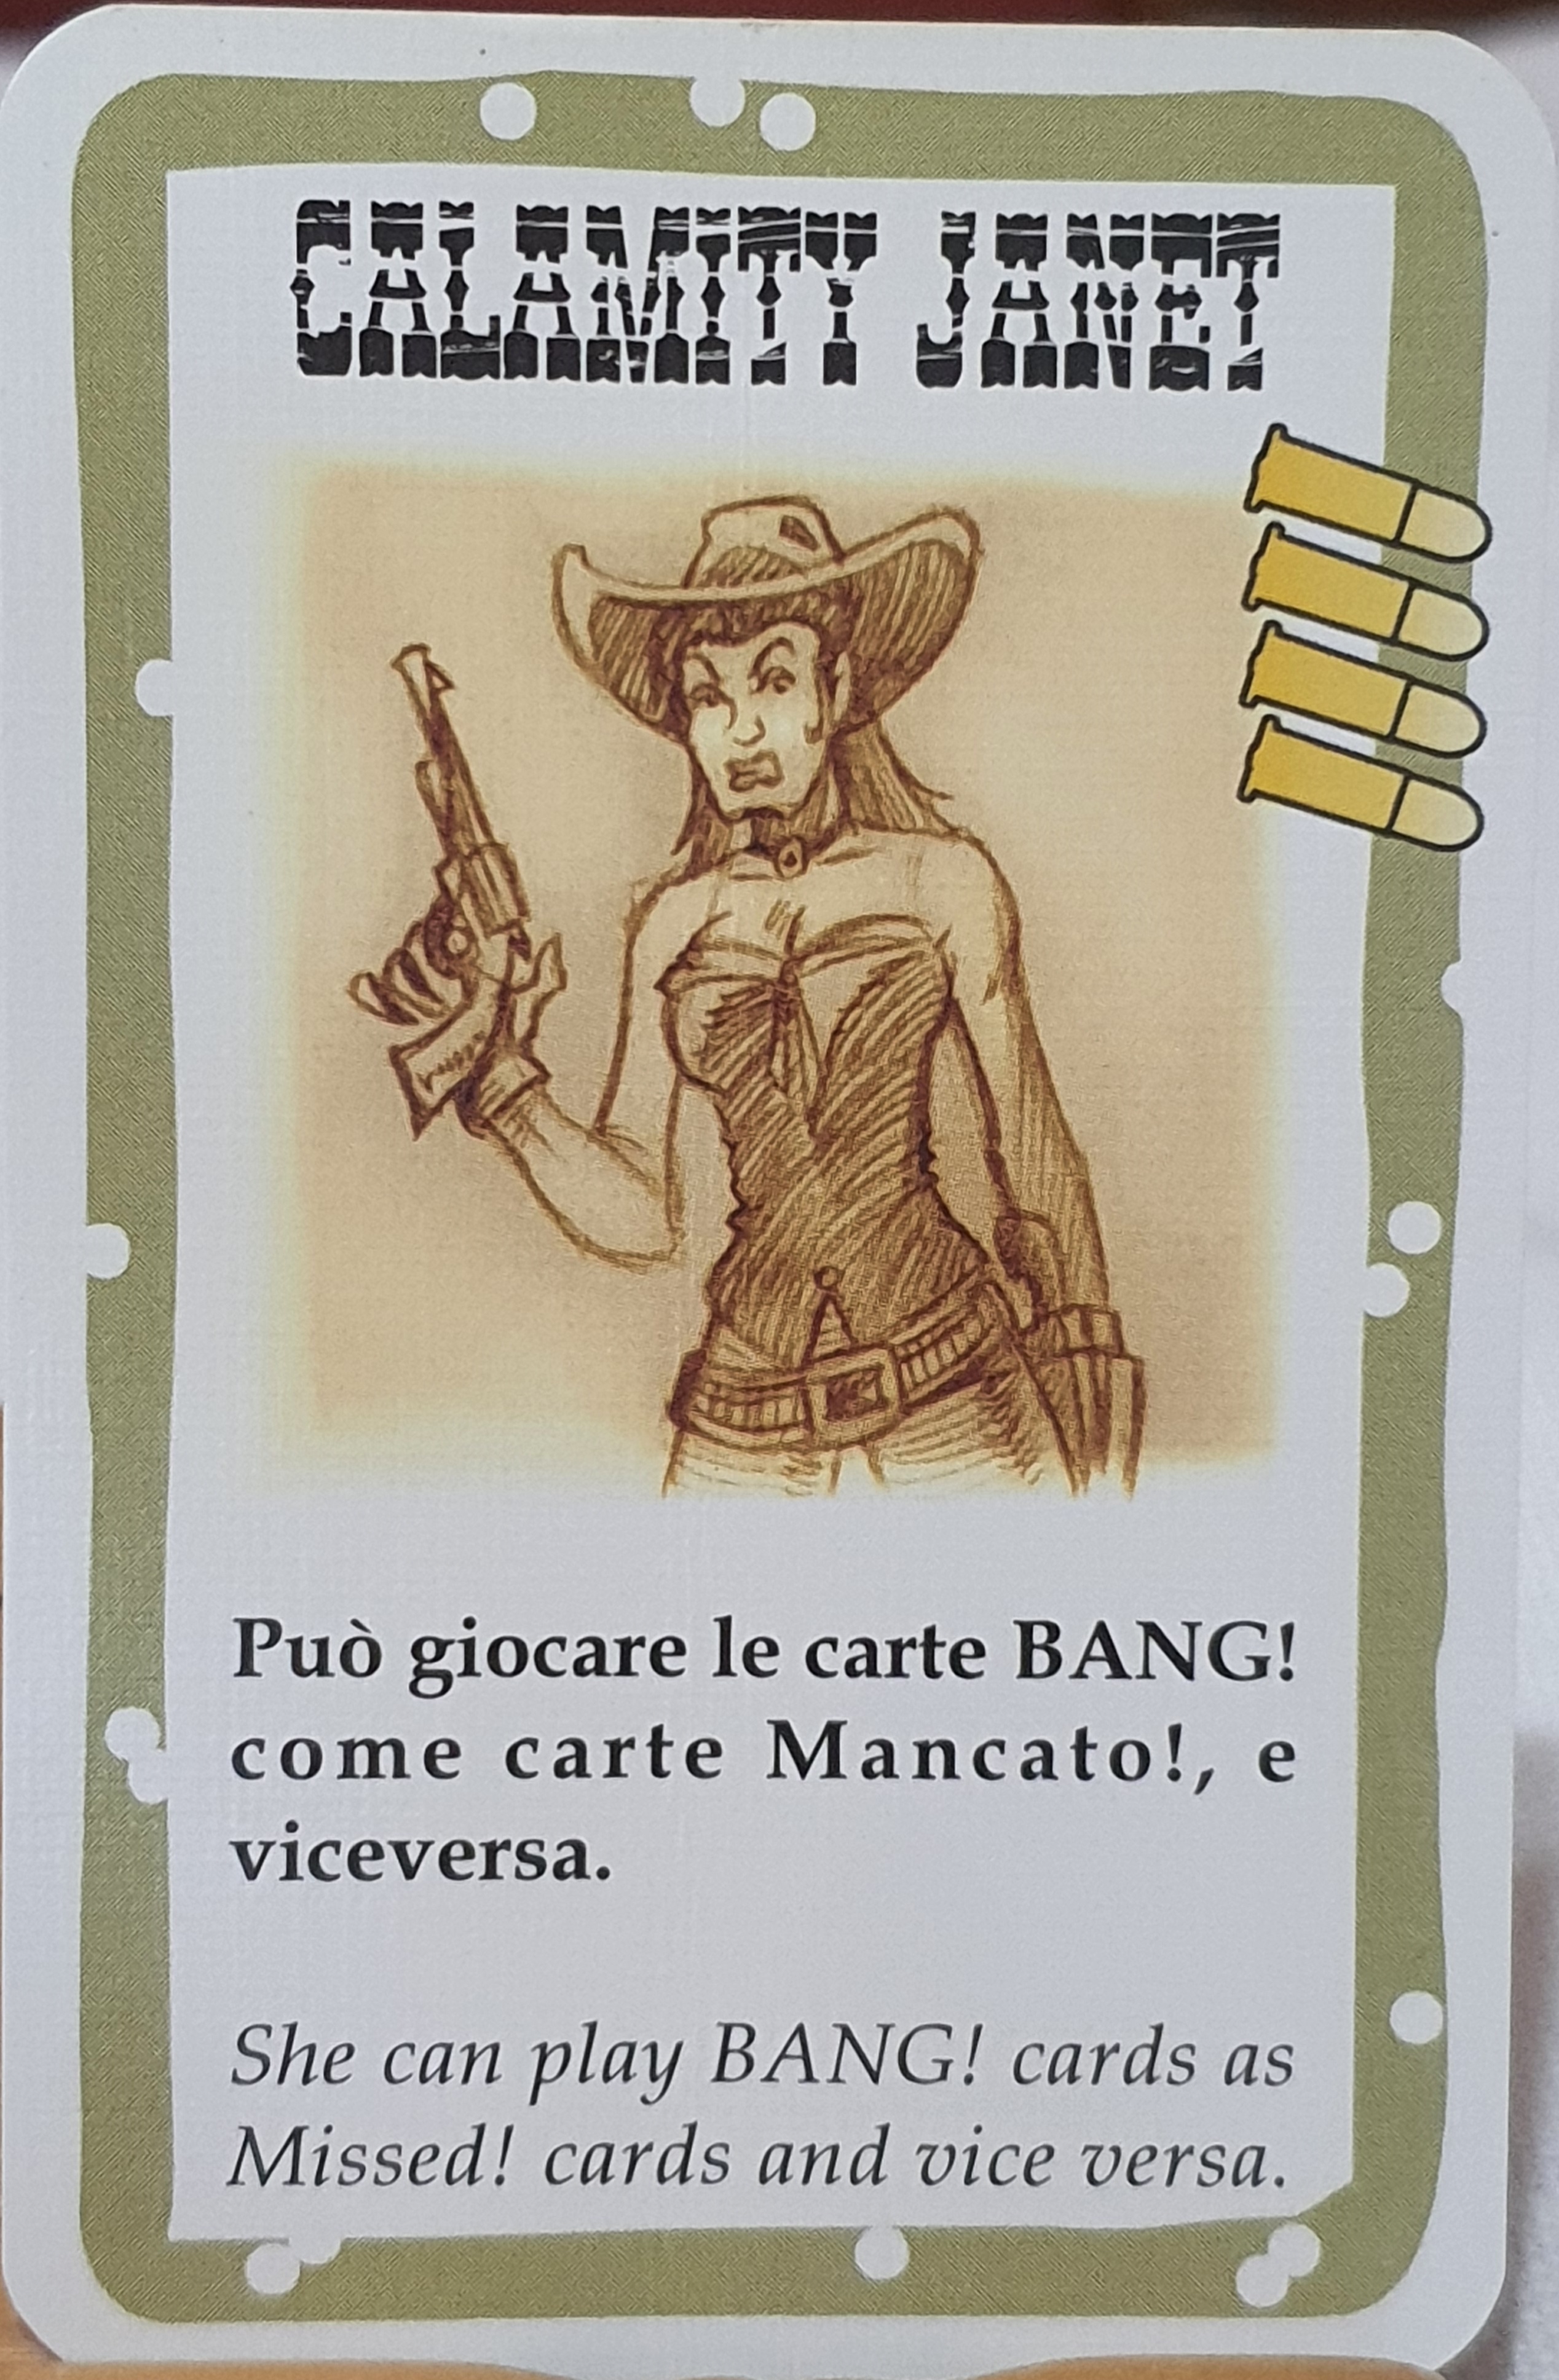 CALAMITY JANET
Può giocare le carte BANG!
come carte Mancato!, e
viceversa.
She can play BANG! cards as
Missed! cards and vice versa.